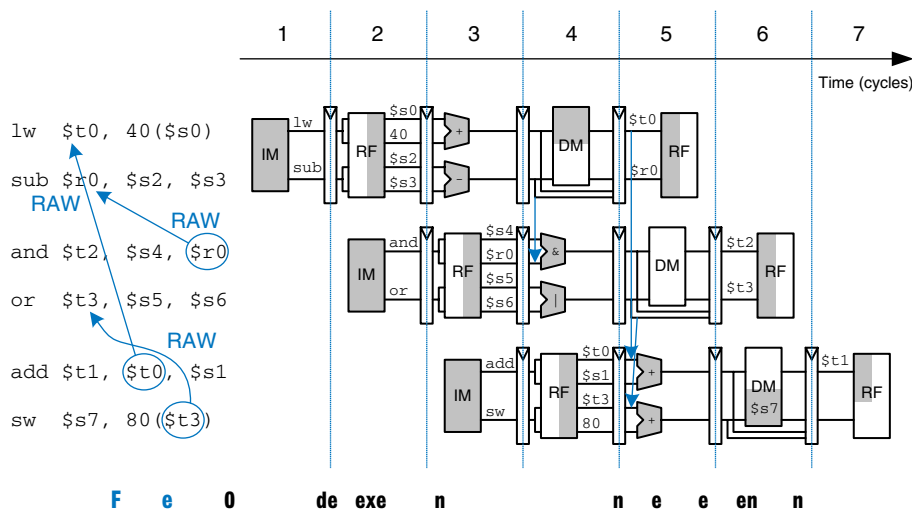 1 2 3 4 5 6 7
Time (cycles)
lw $t0, 40($s0)
sub $r0, $s2, $s3
and $t2, $s4, $r0
or $t3, $s5, $s6
add $t1, $t0, $s1
sw $s7, 80($t3)
RAW
RAW
RAW
IM
lw
sub
RF
$s0
40
$s2
$s3
+
-
DM
$t0
$r0
RF
IM
and
or
RF
$s4
$r0
$s5
$s6
&
|
DM
$t2
$t3
RF
IM
add
sw
RF
$t0
$s1
$t3
80
+
+
DM
$s7
$t1
RF
F e O de exe n n e e en n